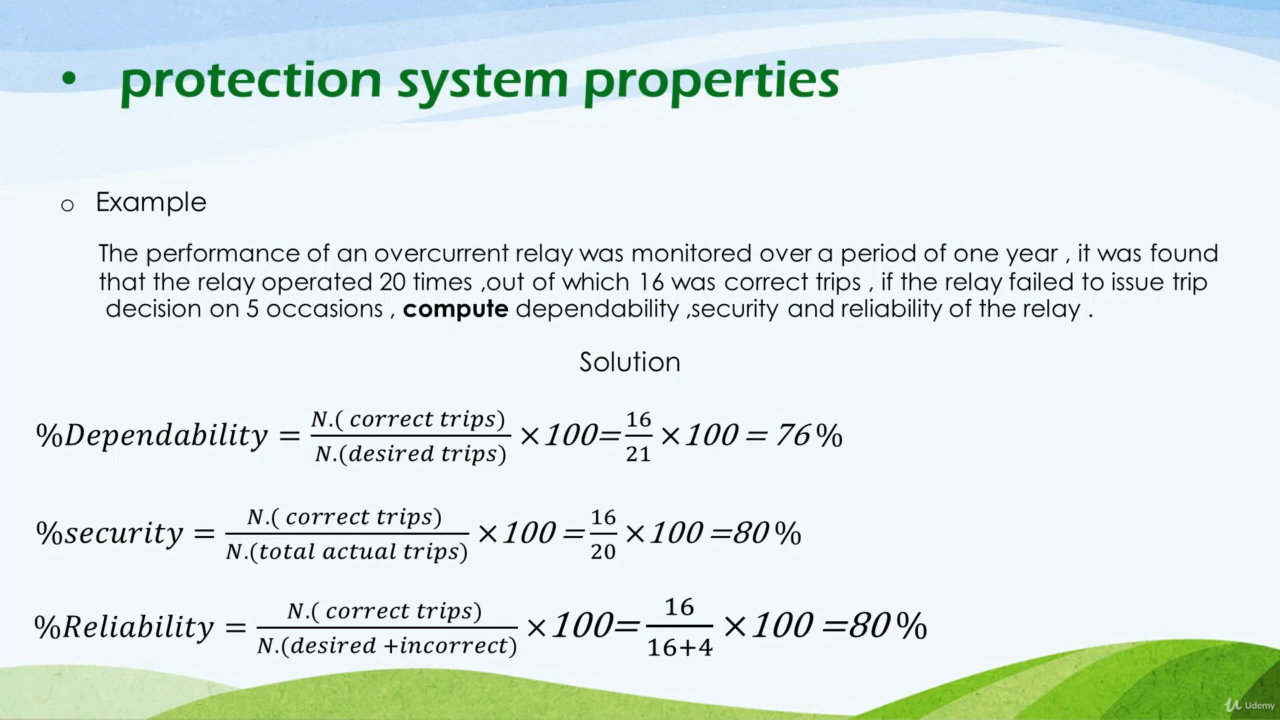 • protection system properties
o Example
The performance of an overcurrent relay was monitored over a period of one year , it was found
that the relay operated 20 times ,out of which 16 was correct trips , if the relay failed to issue trip
decision on 5 occasions , compute dependability ,security and reliability of the relay .
Solution
%Dependability = N.( correct trips) / N.(desired trips) ×100= 16/21 ×100 = 76%
%security = N.( correct trips) / N.(total actual trips) ×100 = 16/20 ×100 =80%
%Reliability = N.( correct trips) / N.(desired +incorrect) ×100= 16/16+4 ×100 =80%
Udemy